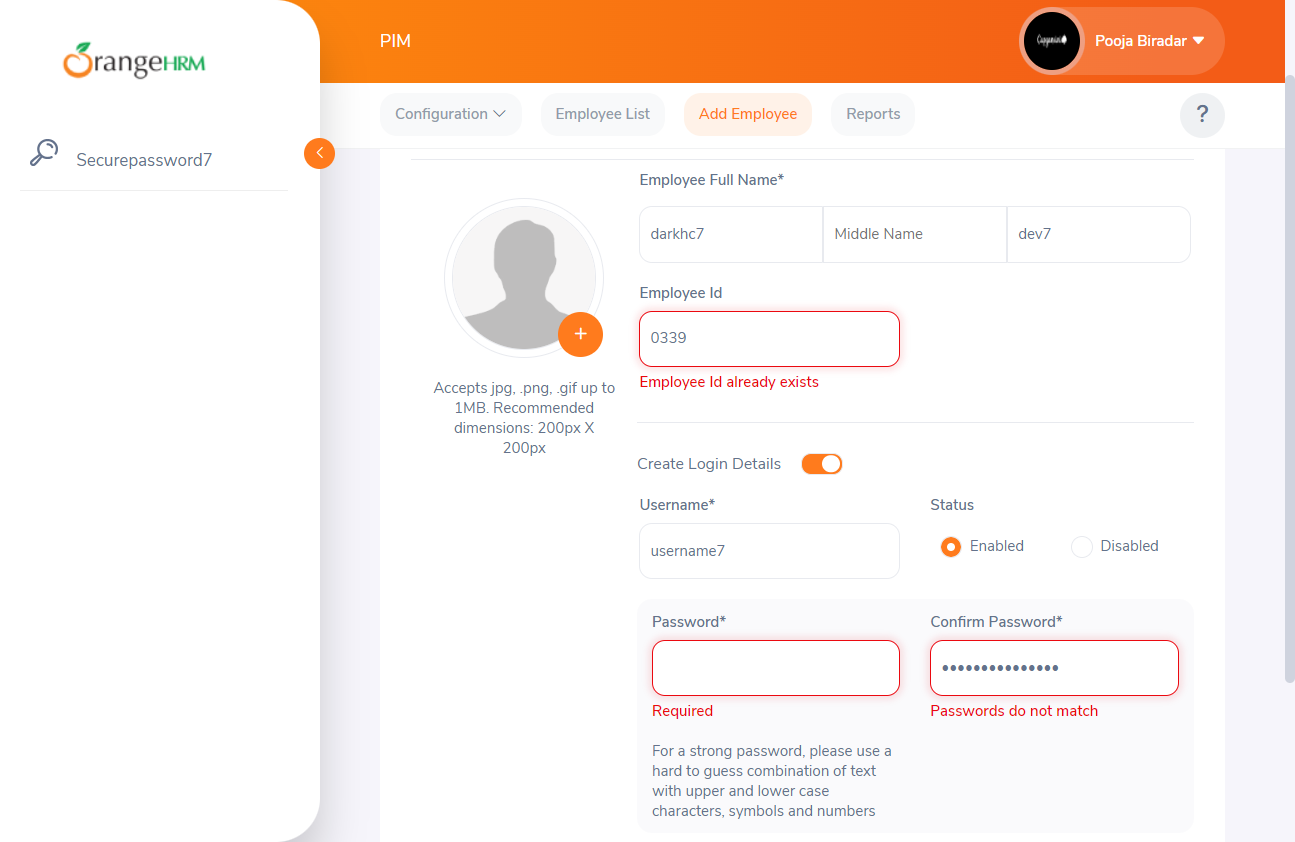 OrangeHRM
PIM
Pooja Biradar
Configuration
Employee List
Add Employee
Reports
?
Securepassword7
Employee Full Name*
darkhc7
Middle Name
dev7
Employee Id
0339
Employee Id already exists
Accepts jpg, .png, .gif up to
1MB. Recommended
dimensions: 200px X
200px
Create Login Details
Username*
Status
username7
Enabled
Disabled
Password*
Confirm Password*
•••••••••••••••
Required
Passwords do not match
For a strong password, please use a
hard to guess combination of text
with upper and lower case
characters, symbols and numbers